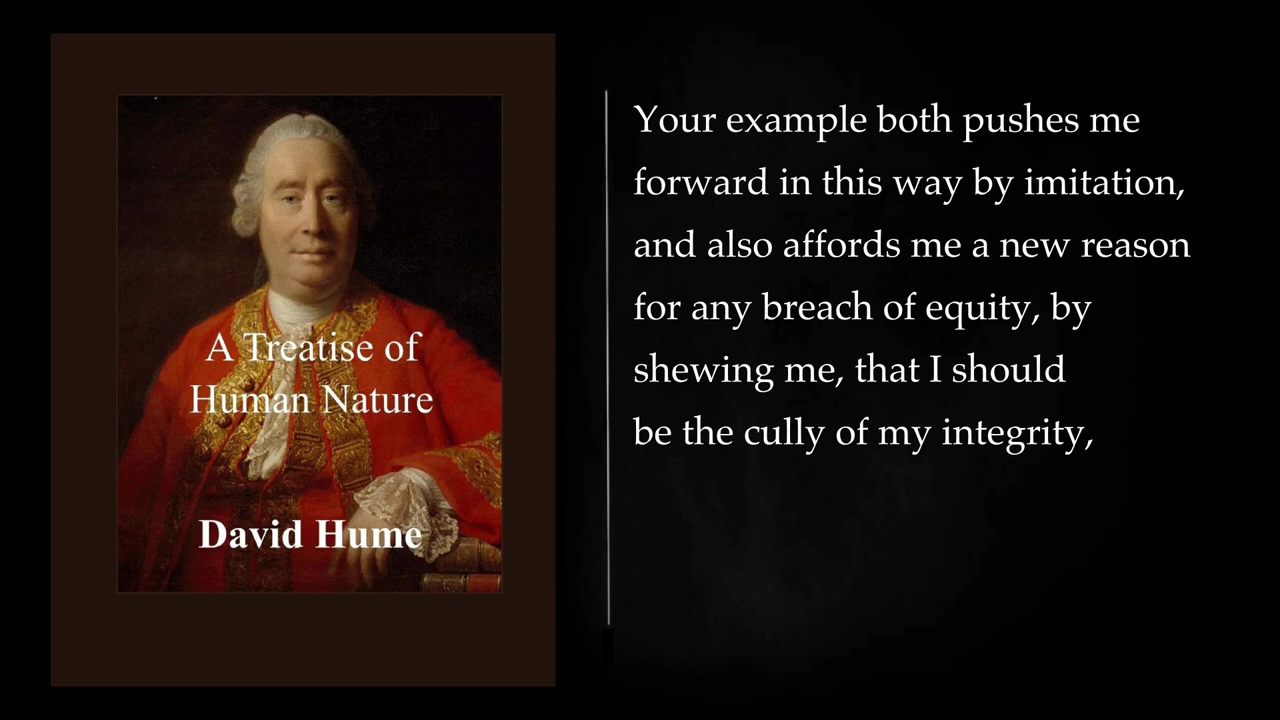 A Treatise of
Human Nature
David Hume
Your example both pushes me
forward in this way by imitation,
and also affords me a new reason
for any breach of equity, by
shewing me, that I should
be the cully of my integrity,